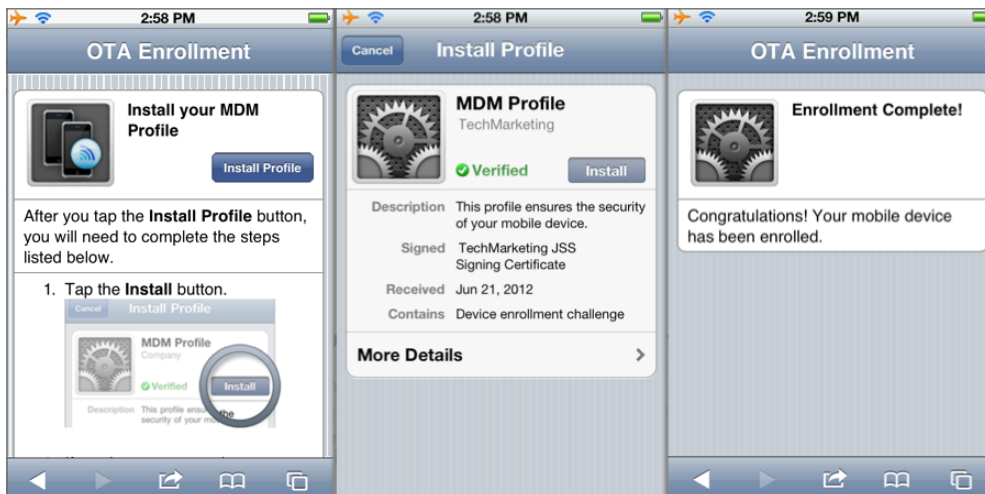 2:58 PM
OTA Enrollment
Install your MDM
Profile
Install Profile
After you tap the Install Profile button,
you will need to complete the steps
listed below.
1. Tap the Install button.
Cancel
Install Profile
MDM Profile
Company
Verified
Install
Description
This profile ensu the
security of your mo
2:58 PM
Cancel
Install Profile
MDM Profile
TechMarketing
Verified
Install
Description
This profile ensures the security
of your mobile device.
Signed
TechMarketing JSS
Signing Certificate
Received
Jun 21, 2012
Contains
Device enrollment challenge
More Details
2:59 PM
OTA Enrollment
Enrollment Complete!
Congratulations! Your mobile device
has been enrolled.